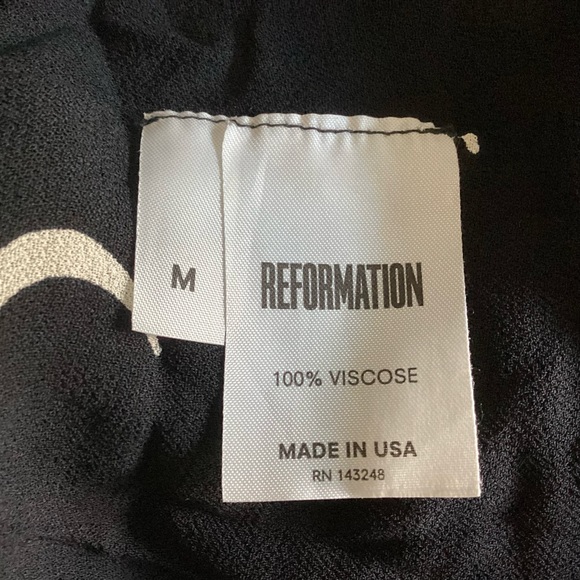 M
REFORMATION
100% VISCOSE
MADE IN USA
RN 143248